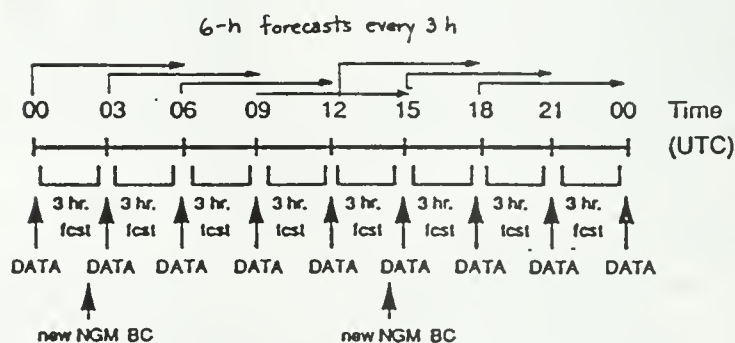 6-h forecasts every 3 h
00 03 06 09 12 15 18 21 00 Time
(UTC)
3 hr. 3 hr. 3 hr. 3 hr. 3 hr. 3 hr. 3 hr. 3 hr.
fcst fcst fcst fcst fcst fcst fcst fcst
DATA DATA DATA DATA DATA DATA DATA DATA DATA
new NGM BC new NGM BC